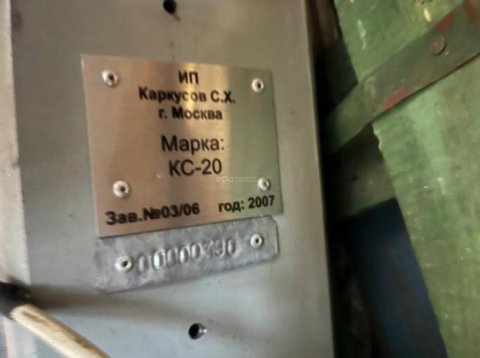 ИП
Каркусов С.Х.
г. Москва
Марка:
КС-20
Зав.№03/06 год: 2007